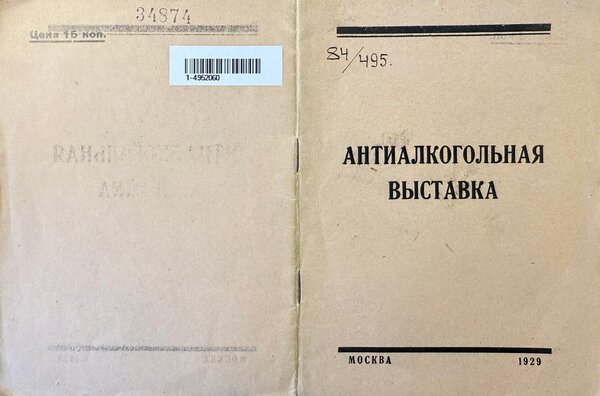 34874
Цена 15 коп.
1-4952060
84/495.
АНТИАЛКОГОЛЬНАЯ
ВЫСТАВКА
МОСКВА 1929